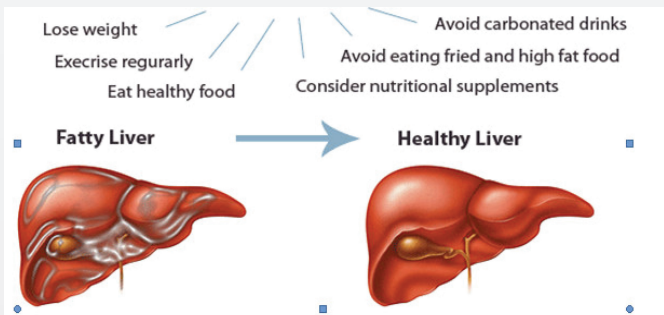 Lose weight
Execrise regurarly
Eat healthy food
Consider nutritional supplements
Avoid eating fried and high fat food
Avoid carbonated drinks
Fatty Liver
Healthy Liver